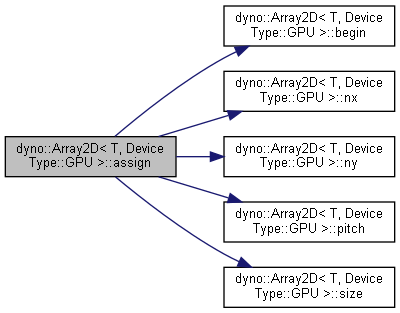 dyno::Array2D< T, Device
Type::GPU >::assign
dyno::Array2D< T, Device
Type::GPU >::begin
dyno::Array2D< T, Device
Type::GPU >::nx
dyno::Array2D< T, Device
Type::GPU >::ny
dyno::Array2D< T, Device
Type::GPU >::pitch
dyno::Array2D< T, Device
Type::GPU >::size